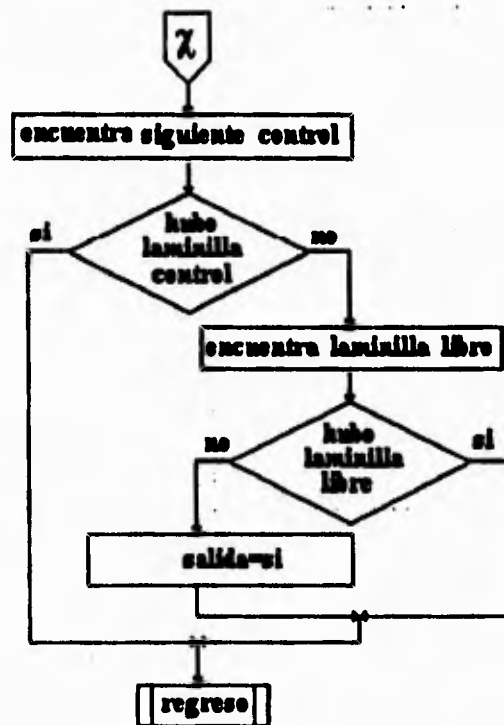 χ
encuentra siguiente control
hubo
laminilla
control
si
no
encuentra laminilla libre
hubo
laminilla
libre
no
si
salida=si
regreso